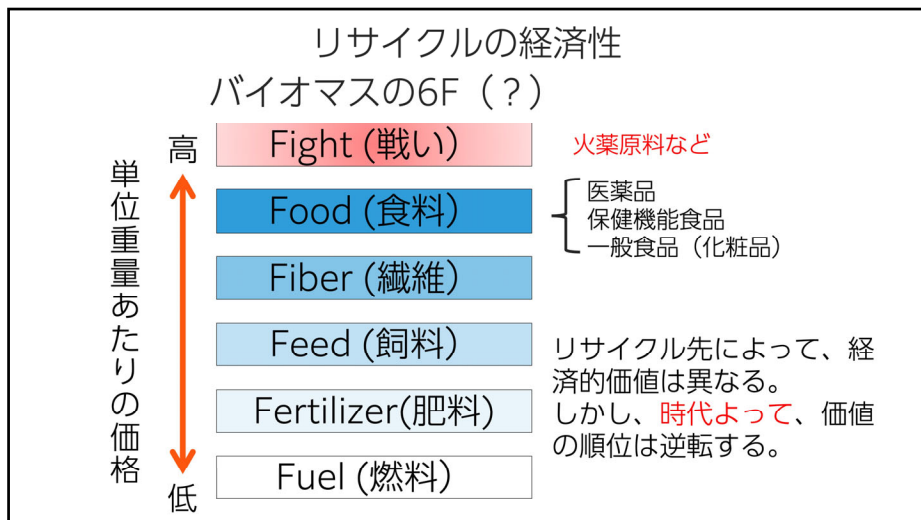 リサイクルの経済性
バイオマスの6F（？）
高
単位重量あたりの価格
低
Fight (戦い)
火薬原料など
Food (食料)
医薬品
保健機能食品
一般食品（化粧品）
Fiber (繊維)
Feed (飼料)
Fertilizer(肥料)
Fuel (燃料)
リサイクル先によって、経
済的価値は異なる。
しかし、時代よって、価値
の順位は逆転する。